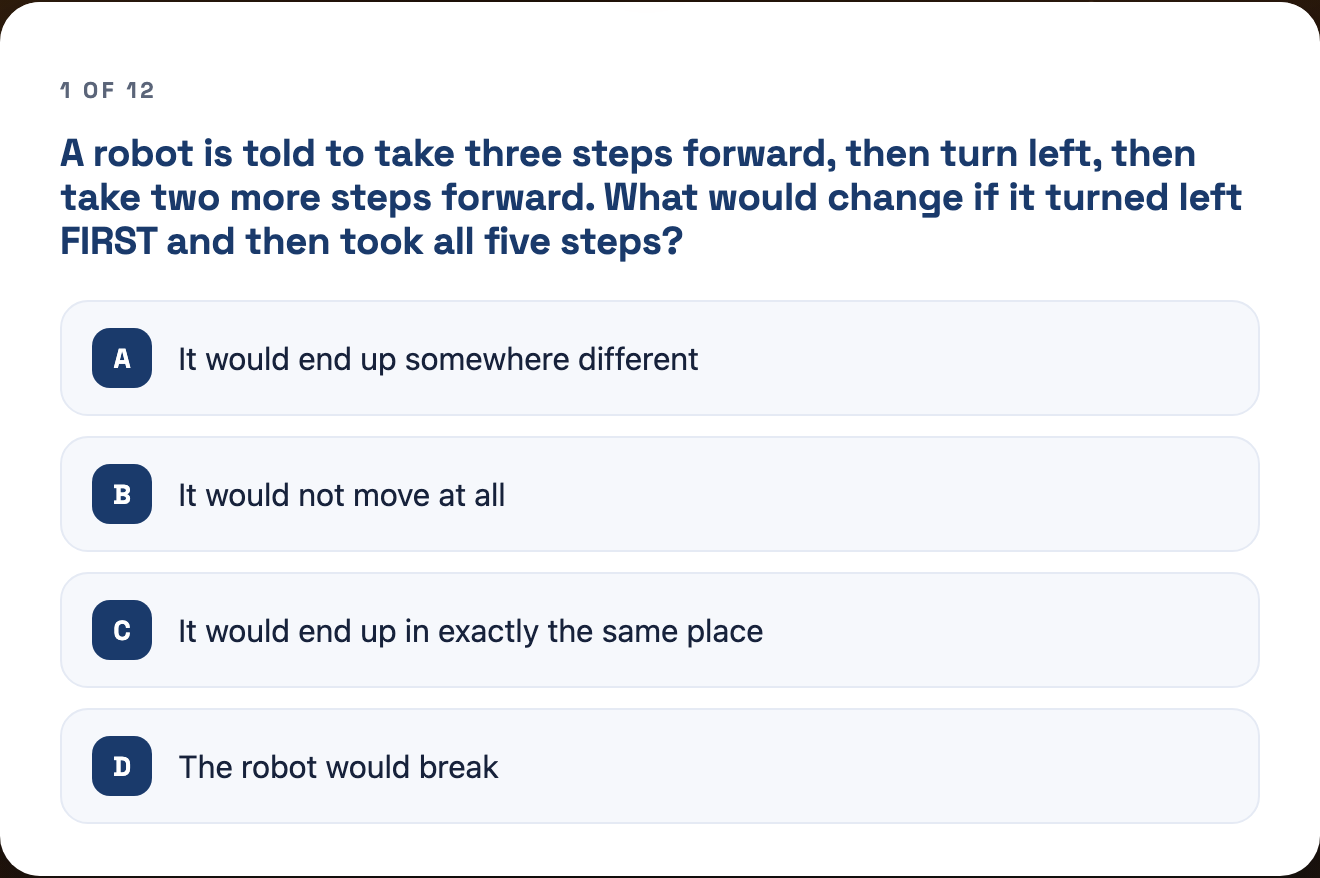 1 OF 12
A robot is told to take three steps forward, then turn left, then
take two more steps forward. What would change if it turned left
FIRST and then took all five steps?
A It would end up somewhere different
B It would not move at all
C It would end up in exactly the same place
D The robot would break